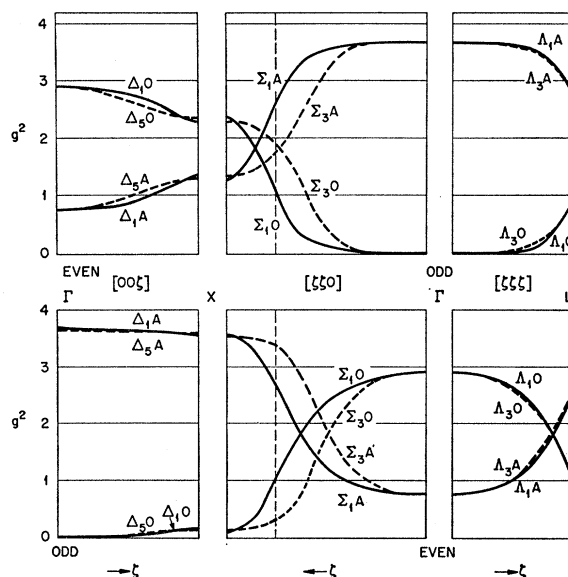 4
3
g²
2
1
0
Δ₁O
Δ₅O
Δ₅A
Δ₁A
Σ₁A
Σ₃A
Σ₃O
Σ₁O
Λ₁A
Λ₃A
Λ₃O
Λ₁O
EVEN [00ζ] [ζζ0] ODD [ζζζ]
Γ X Γ L
4
3
g²
2
1
0
Δ₁A
Δ₅A
Δ₅O
Δ₁O
Σ₁O
Σ₃O
Σ₃A
Σ₁A
Λ₁O
Λ₃O
Λ₃A
Λ₁A
ODD EVEN
→ζ ←ζ →ζ